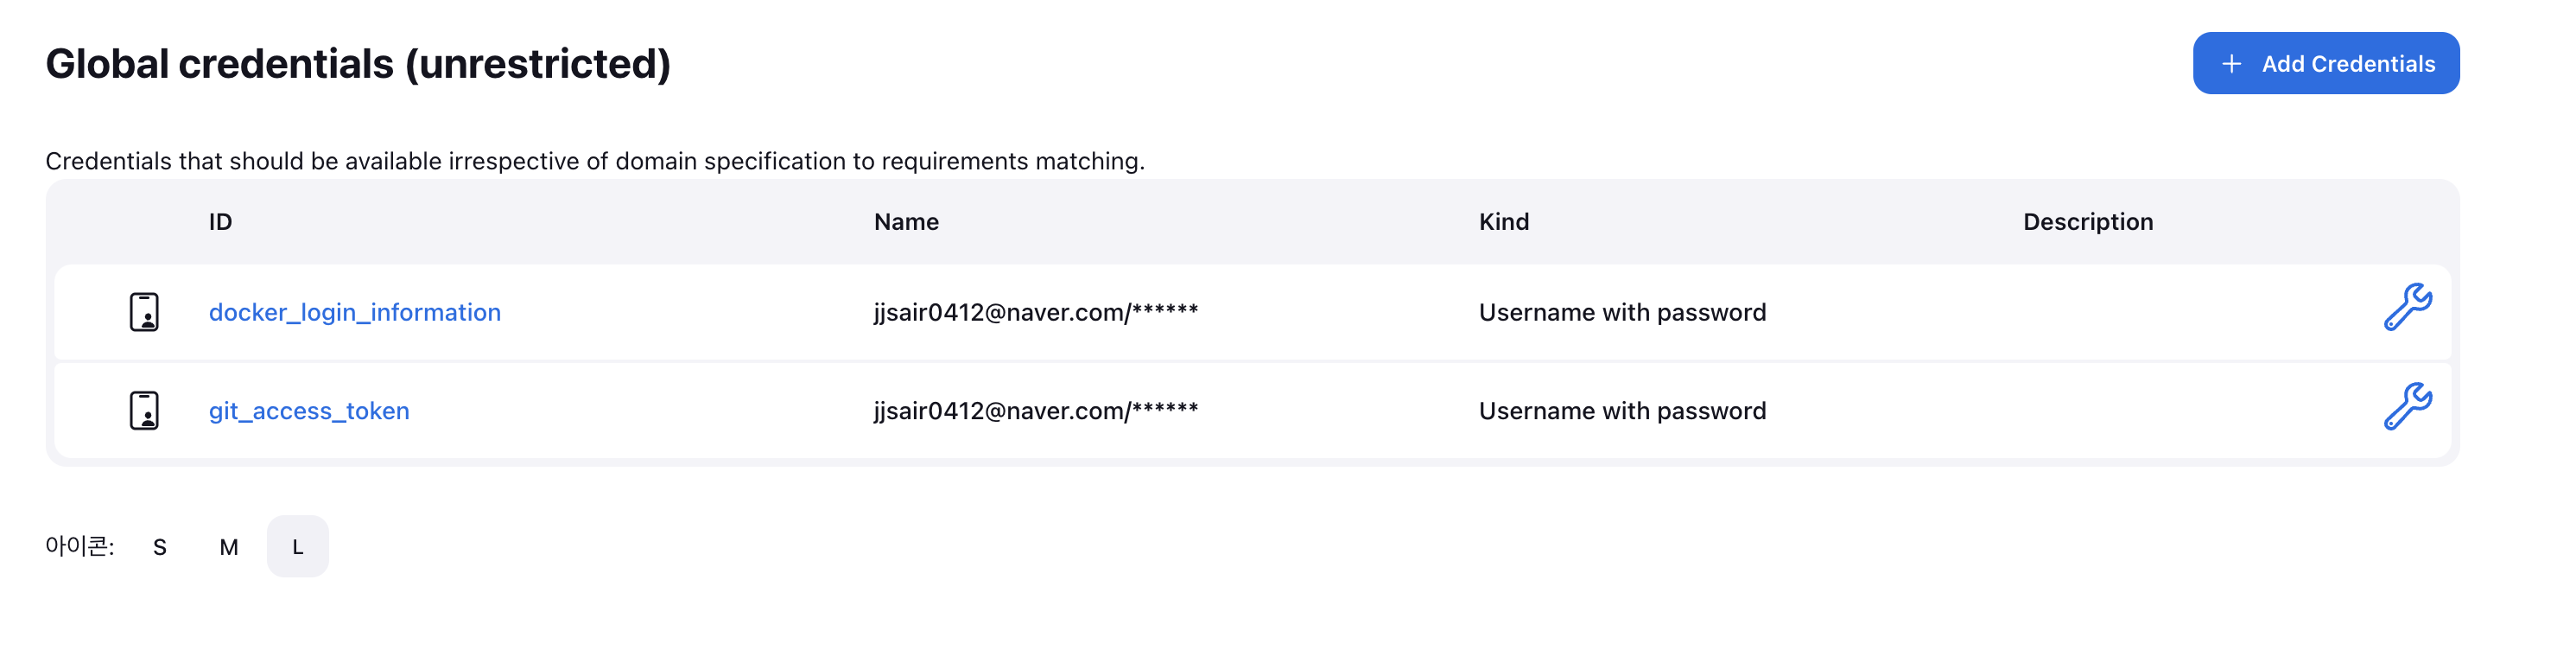 Global credentials (unrestricted)
Add Credentials
Credentials that should be available irrespective of domain specification to requirements matching.
ID Name Kind Description
docker_login_information jjsair0412@naver.com/****** Username with password
git_access_token jjsair0412@naver.com/****** Username with password
아이콘: S M L